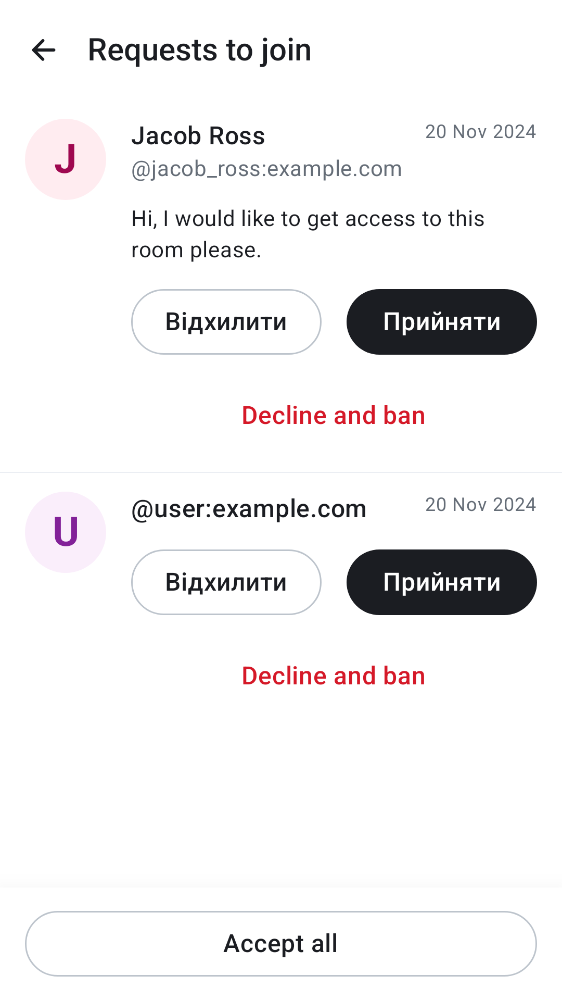 Requests to join
J
Jacob Ross
20 Nov 2024
@jacob_ross:example.com
Hi, I would like to get access to this
room please.
Відхилити
Прийняти
Decline and ban
U
@user:example.com
20 Nov 2024
Відхилити
Прийняти
Decline and ban
Accept all